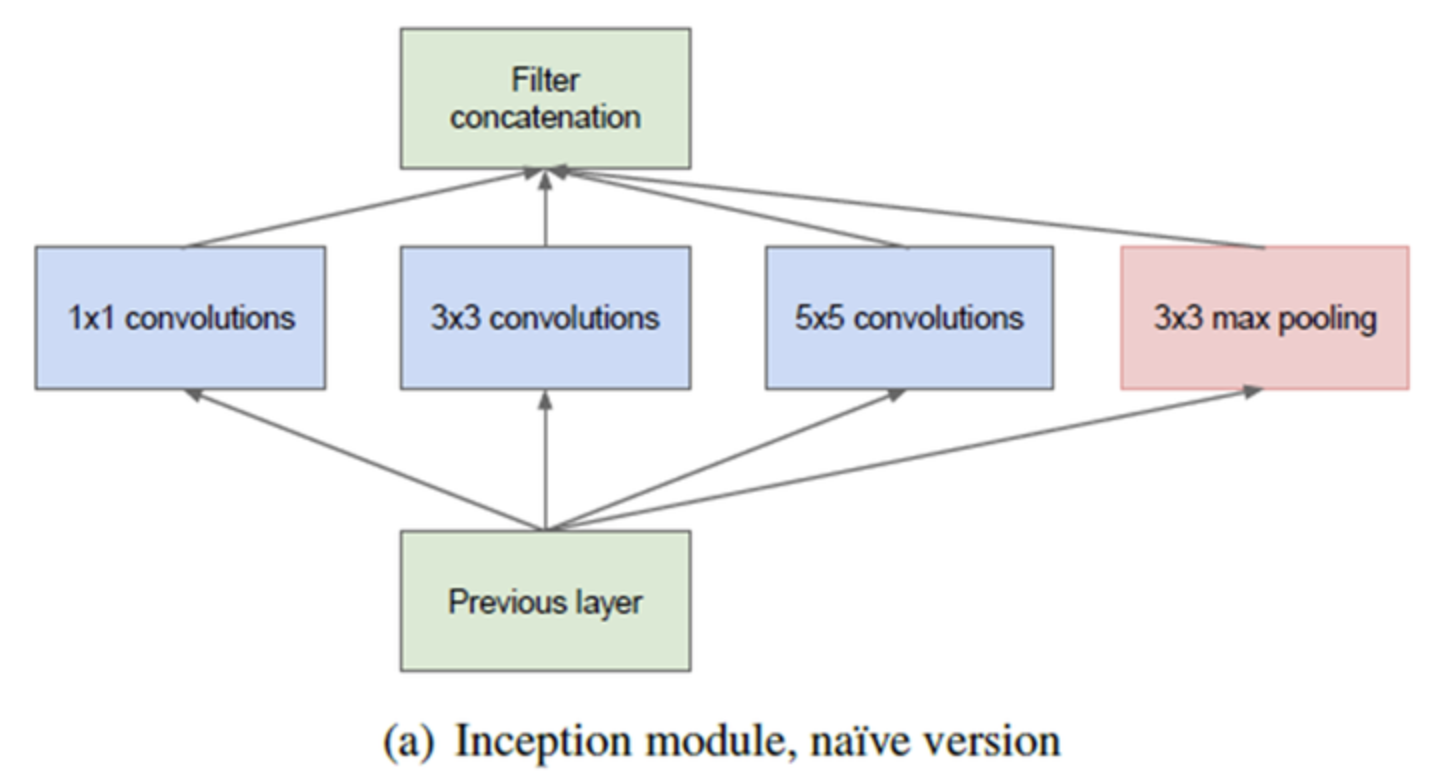 Filter
concatenation
1x1 convolutions
3x3 convolutions
5x5 convolutions
3x3 max pooling
Previous layer
(a) Inception module, naïve version